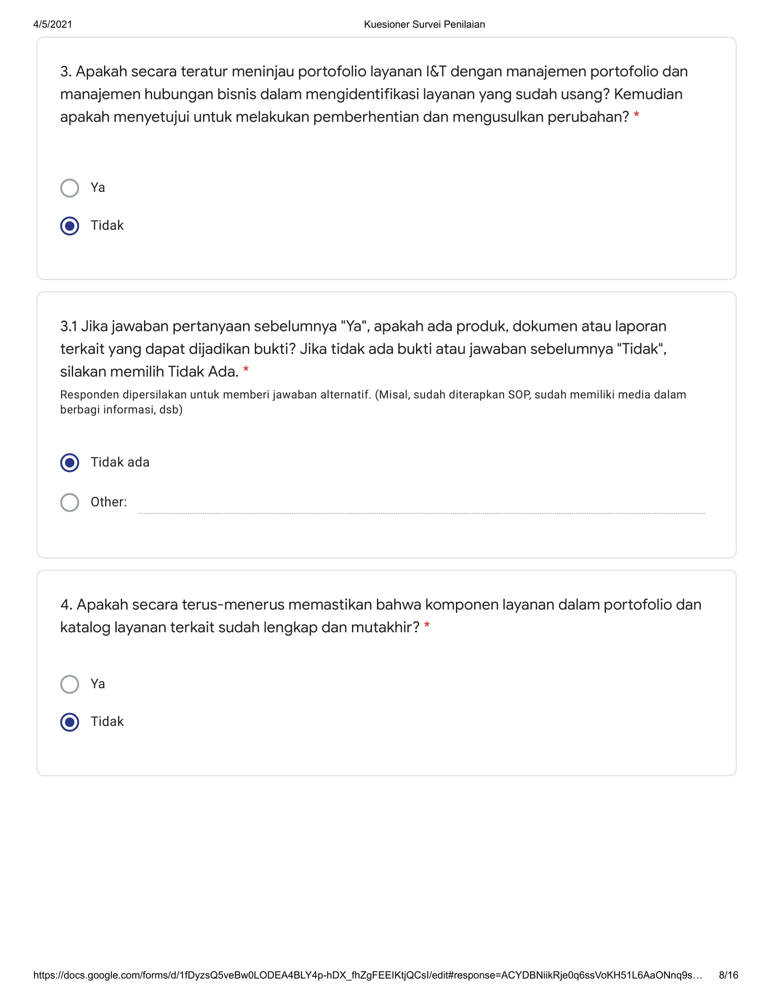 4/5/2021
Kuesioner Survei Penilaian
3. Apakah secara teratur meninjau portofolio layanan I&T dengan manajemen portofolio dan
manajemen hubungan bisnis dalam mengidentifikasi layanan yang sudah usang? Kemudian
apakah menyetujui untuk melakukan pemberhentian dan mengusulkan perubahan? *
Ya
Tidak
3.1 Jika jawaban pertanyaan sebelumnya "Ya", apakah ada produk, dokumen atau laporan
terkait yang dapat dijadikan bukti? Jika tidak ada bukti atau jawaban sebelumnya "Tidak",
silakan memilih Tidak Ada. *
Responden dipersilakan untuk memberi jawaban alternatif. (Misal, sudah diterapkan SOP, sudah memiliki media dalam
berbagi informasi, dsb)
Tidak ada
Other:
4. Apakah secara terus-menerus memastikan bahwa komponen layanan dalam portofolio dan
katalog layanan terkait sudah lengkap dan mutakhir? *
Ya
Tidak
https://docs.google.com/forms/d/1fDyzsQ5veBw0LODEA4BLY4p-hDX_fhZgFEEIKtjQCsI/edit#response=ACYDBNiikRje0q6ssVoKH51L6AaONnq9s…
8/16